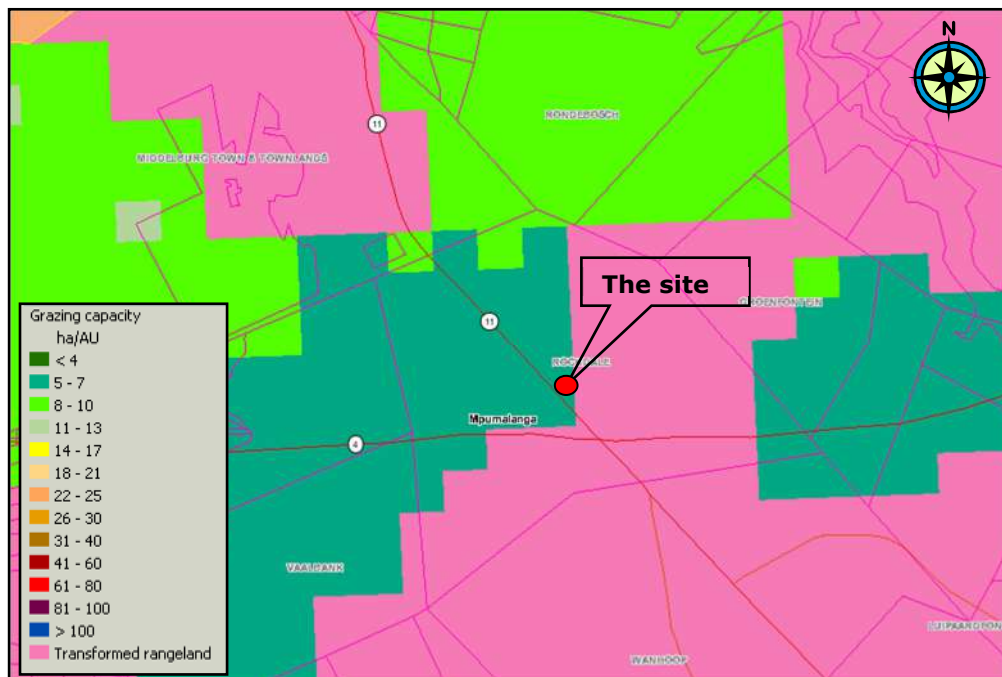 N
11
RONDEBOSCH
MIDDELBURG TOWN & TOWNLANDS
The site
11
ROCKDALE
Mpumalanga
4
VAALBANK
WANHOOP
Grazing capacity
ha/AU
< 4
5 - 7
8 - 10
11 - 13
14 - 17
18 - 21
22 - 25
26 - 30
31 - 40
41 - 60
61 - 80
81 - 100
> 100
Transformed rangeland